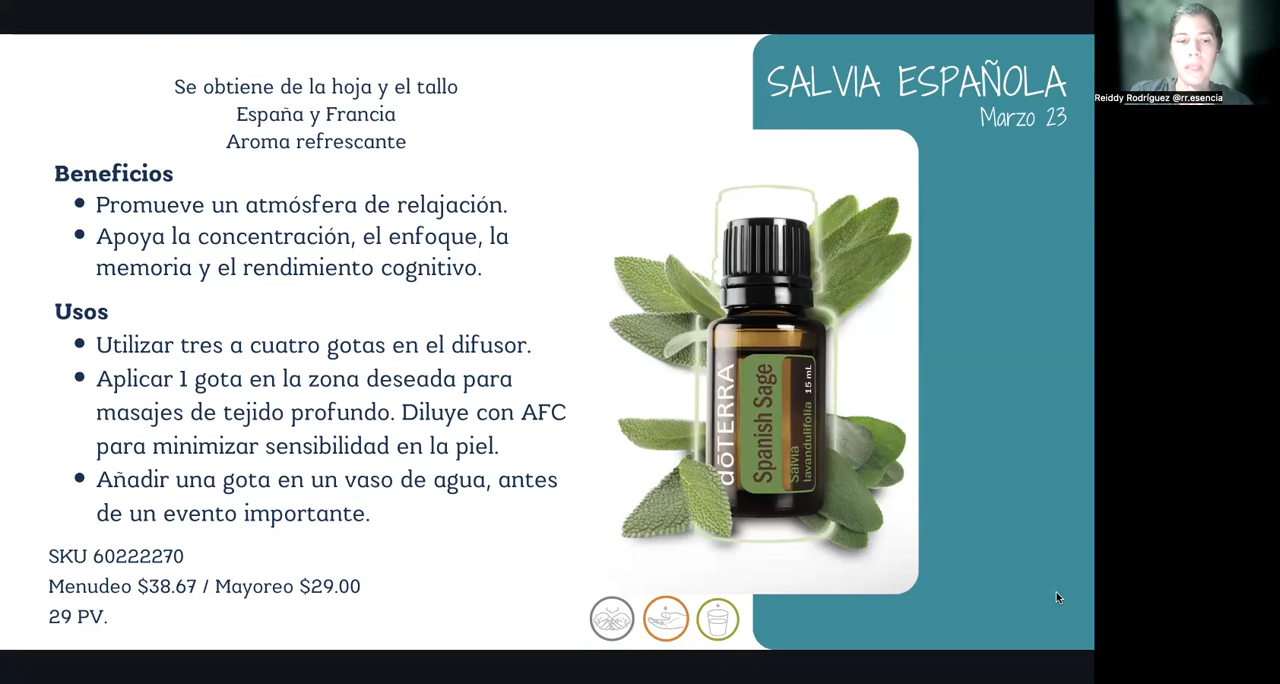 SALVIA ESPAÑOLA
Marzo 23
Se obtiene de la hoja y el tallo
España y Francia
Aroma refrescante
Beneficios
• Promueve un atmósfera de relajación.
• Apoya la concentración, el enfoque, la
memoria y el rendimiento cognitivo.
Usos
• Utilizar tres a cuatro gotas en el difusor.
• Aplicar 1 gota en la zona deseada para
masajes de tejido profundo. Diluye con AFC
para minimizar sensibilidad en la piel.
• Añadir una gota en un vaso de agua, antes
de un evento importante.
SKU 60222270
Menudeo $38.67 / Mayoreo $29.00
29 PV.
dōTERRA
Spanish Sage
Salvia
lavandulifolia 15 mL
Reiddy Rodríguez @rr.esencia